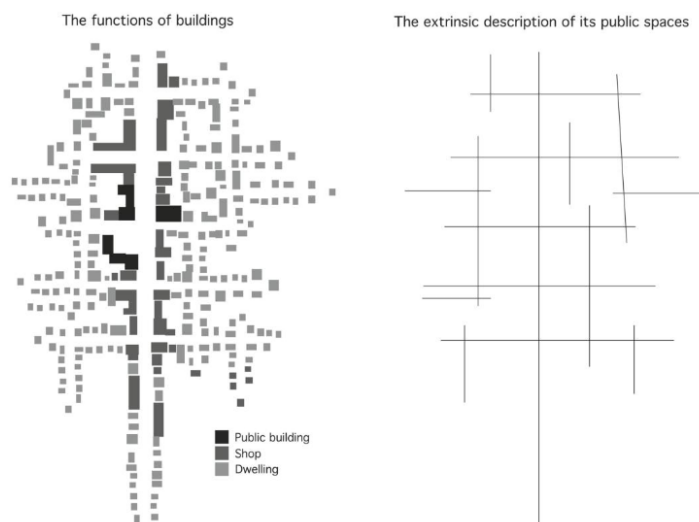 The functions of buildings
The extrinsic description of its public spaces
Public building
Shop
Dwelling